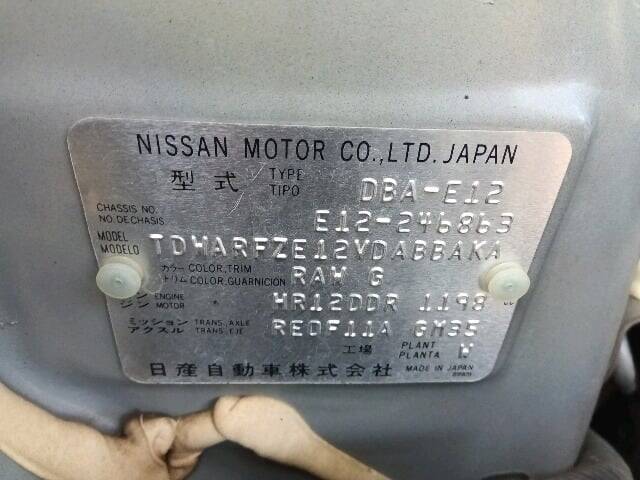 NISSAN MOTOR CO.,LTD. JAPAN
型式 TYPE TIPO DBA-E12
CHASSIS NO. NO.DECHASIS E12-246863
MODEL MODELO TDHARFZE12VDABBAKA
カラー COLOR,TRIM トリム COLOR,GUARNICION RAW G
ENGINE MOTOR HR12DDR 1198 cc
ミッション TRANS. アクスル TRANS. AXLE EJE REOF11A GM35
工場 PLANT PLANTA W
日産自動車株式会社 MADE IN JAPAN